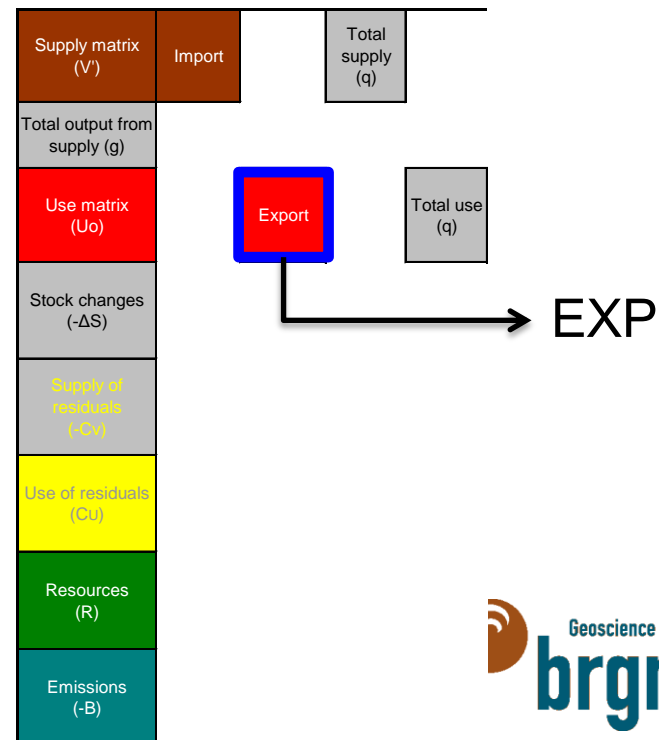 Supply matrix
(V')
Import
Total
supply
(q)
Total output from
supply (g)
Use matrix
(Uo)
Export
Total use
(q)
Stock changes
(-ΔS)
EXP
Supply of
residuals
(-Cv)
Use of residuals
(CU)
Resources
(R)
Emissions
(-B)
Geoscience